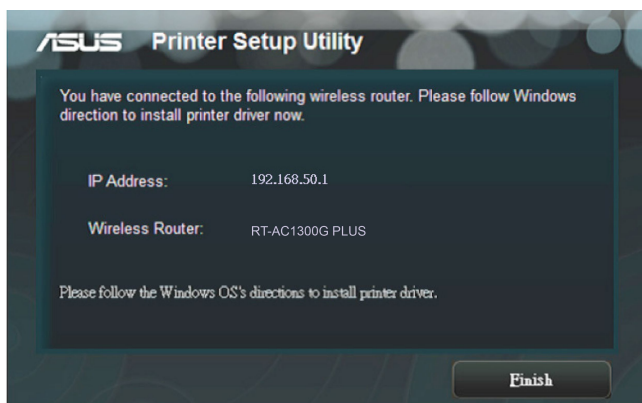 ASUS Printer Setup Utility
You have connected to the following wireless router. Please follow Windows
direction to install printer driver now.
IP Address: 192.168.50.1
Wireless Router: RT-AC1300G PLUS
Please follow the Windows OS's directions to install printer driver.
Finish